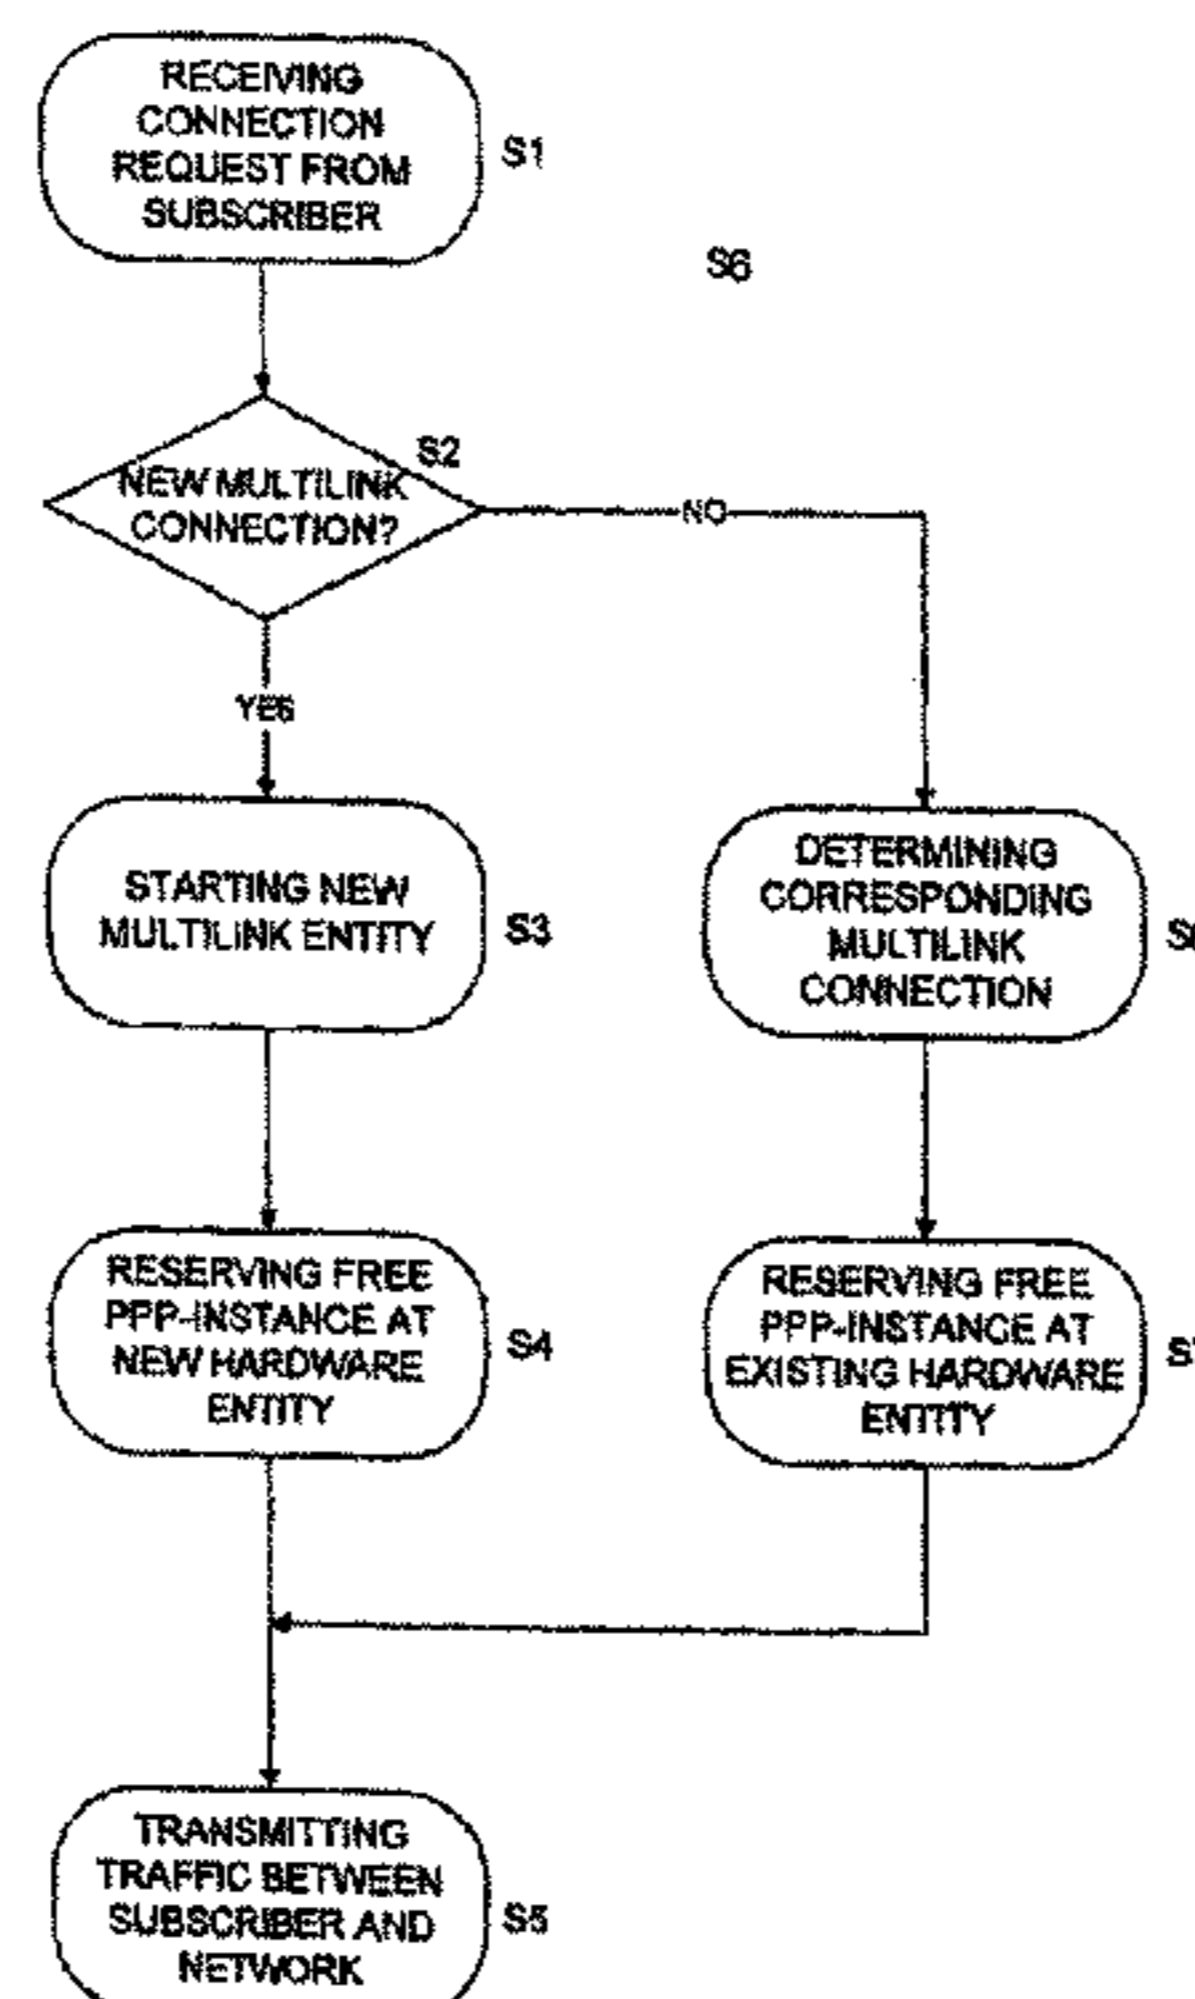 RECEIVING
CONNECTION
REQUEST FROM
SUBSCRIBER
S1
S6
S2
NEW MULTILINK
CONNECTION?
NO
YES
STARTING NEW
MULTILINK ENTITY
S3
DETERMINING
CORRESPONDING
MULTILINK
CONNECTION
RESERVING FREE
PPP-INSTANCE AT
NEW HARDWARE
ENTITY
S4
RESERVING FREE
PPP-INSTANCE AT
EXISTING HARDWARE
ENTITY
TRANSMITTING
TRAFFIC BETWEEN
SUBSCRIBER AND
NETWORK
S5